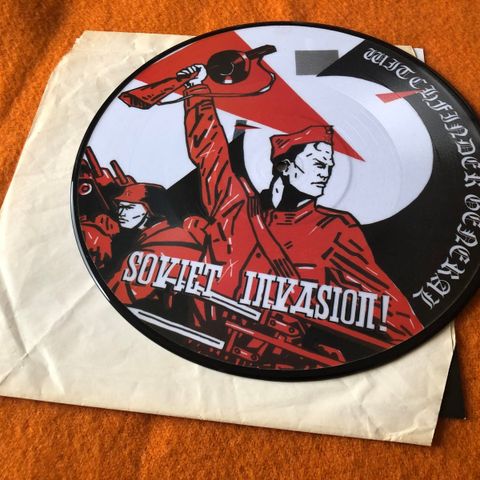 WITCHFINDER GENERAL
SOVIET INVASION!